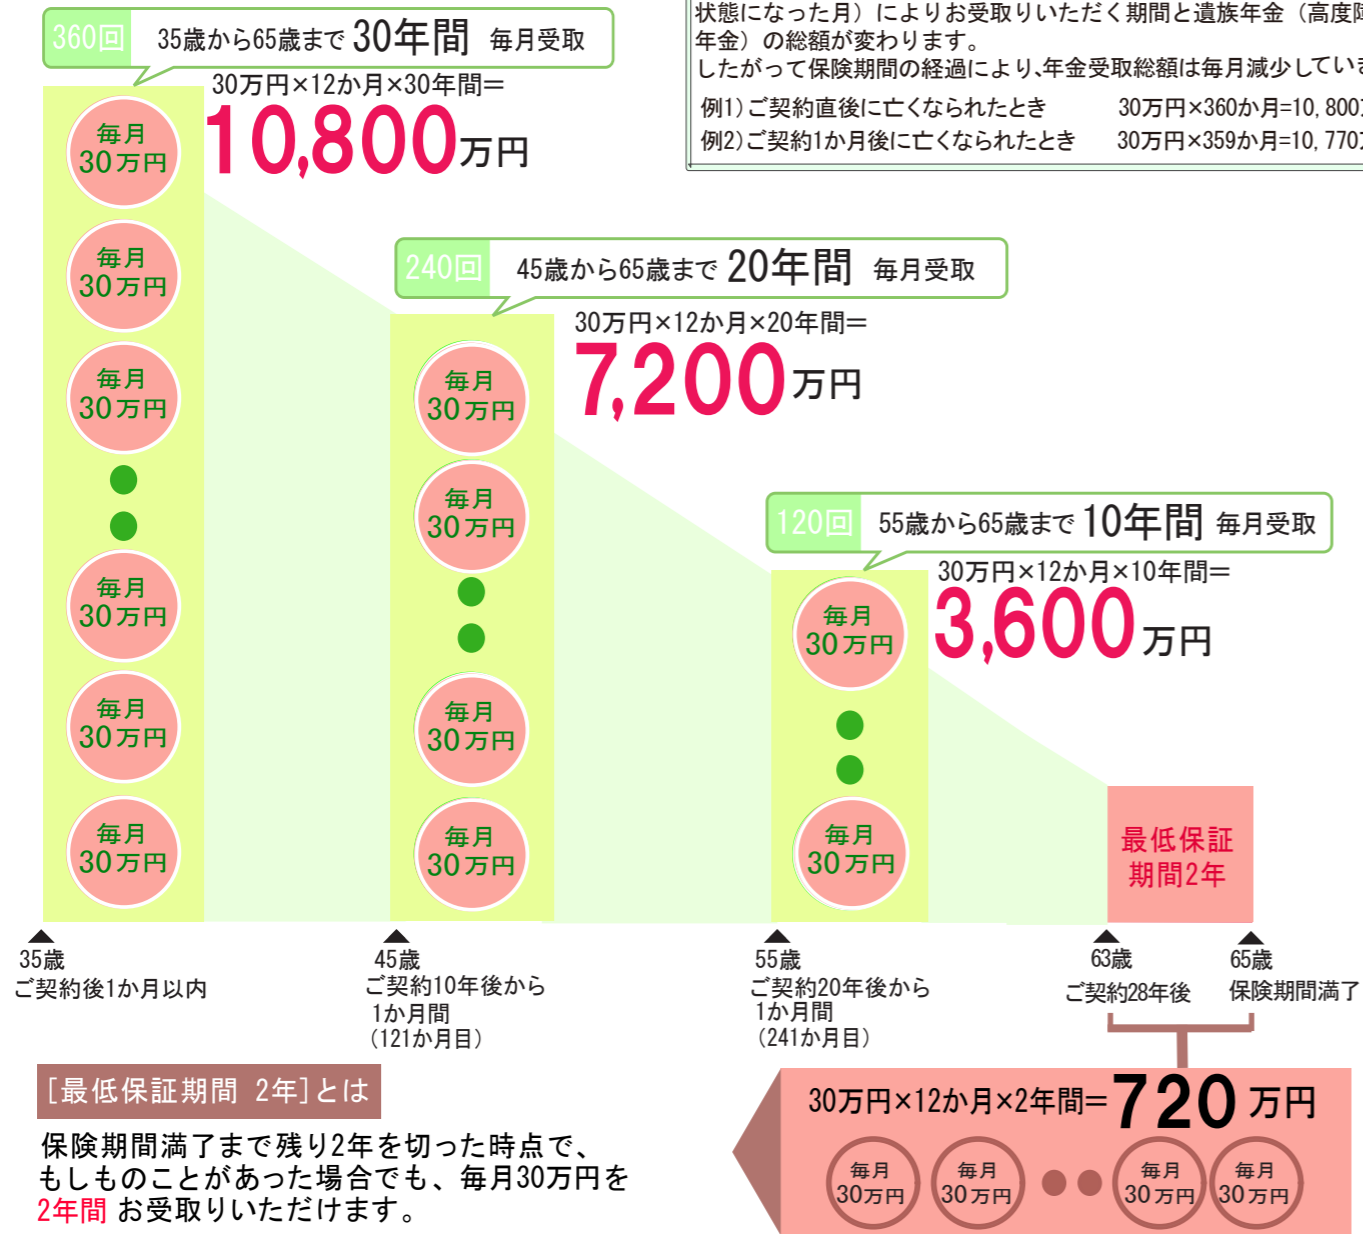 360回 35歳から65歳まで 30年間 毎月受取
30万円×12か月×30年間=
10,800万円
毎月
30万円
毎月
30万円
毎月
30万円
毎月
30万円
毎月
30万円
毎月
30万円
状態になった月）によりお受取りいただく期間と遺族年金（高度
年金）の総額が変わります。
したがって保険期間の経過により、年金受取総額は毎月減少してい
例1)ご契約直後に亡くなられたとき 30万円×360か月=10,800
例2)ご契約1か月後に亡くなられたとき 30万円×359か月=10,770
240回 45歳から65歳まで 20年間 毎月受取
30万円×12か月×20年間=
7,200万円
毎月
30万円
毎月
30万円
毎月
30万円
毎月
30万円
120回 55歳から65歳まで 10年間 毎月受取
30万円×12か月×10年間=
3,600万円
毎月
30万円
毎月
30万円
最低保証
期間2年
35歳
ご契約後1か月以内
45歳
ご契約10年後から
1か月間
(121か月目)
55歳
ご契約20年後から
1か月間
(241か月目)
63歳
ご契約28年後
65歳
保険期間満了
[最低保証期間 2年]とは
保険期間満了まで残り2年を切った時点で、
もしものことがあった場合でも、毎月30万円を
2年間 お受取りいただけます。
30万円×12か月×2年間=720万円
毎月
30万円
毎月
30万円
毎月
30万円
毎月
30万円